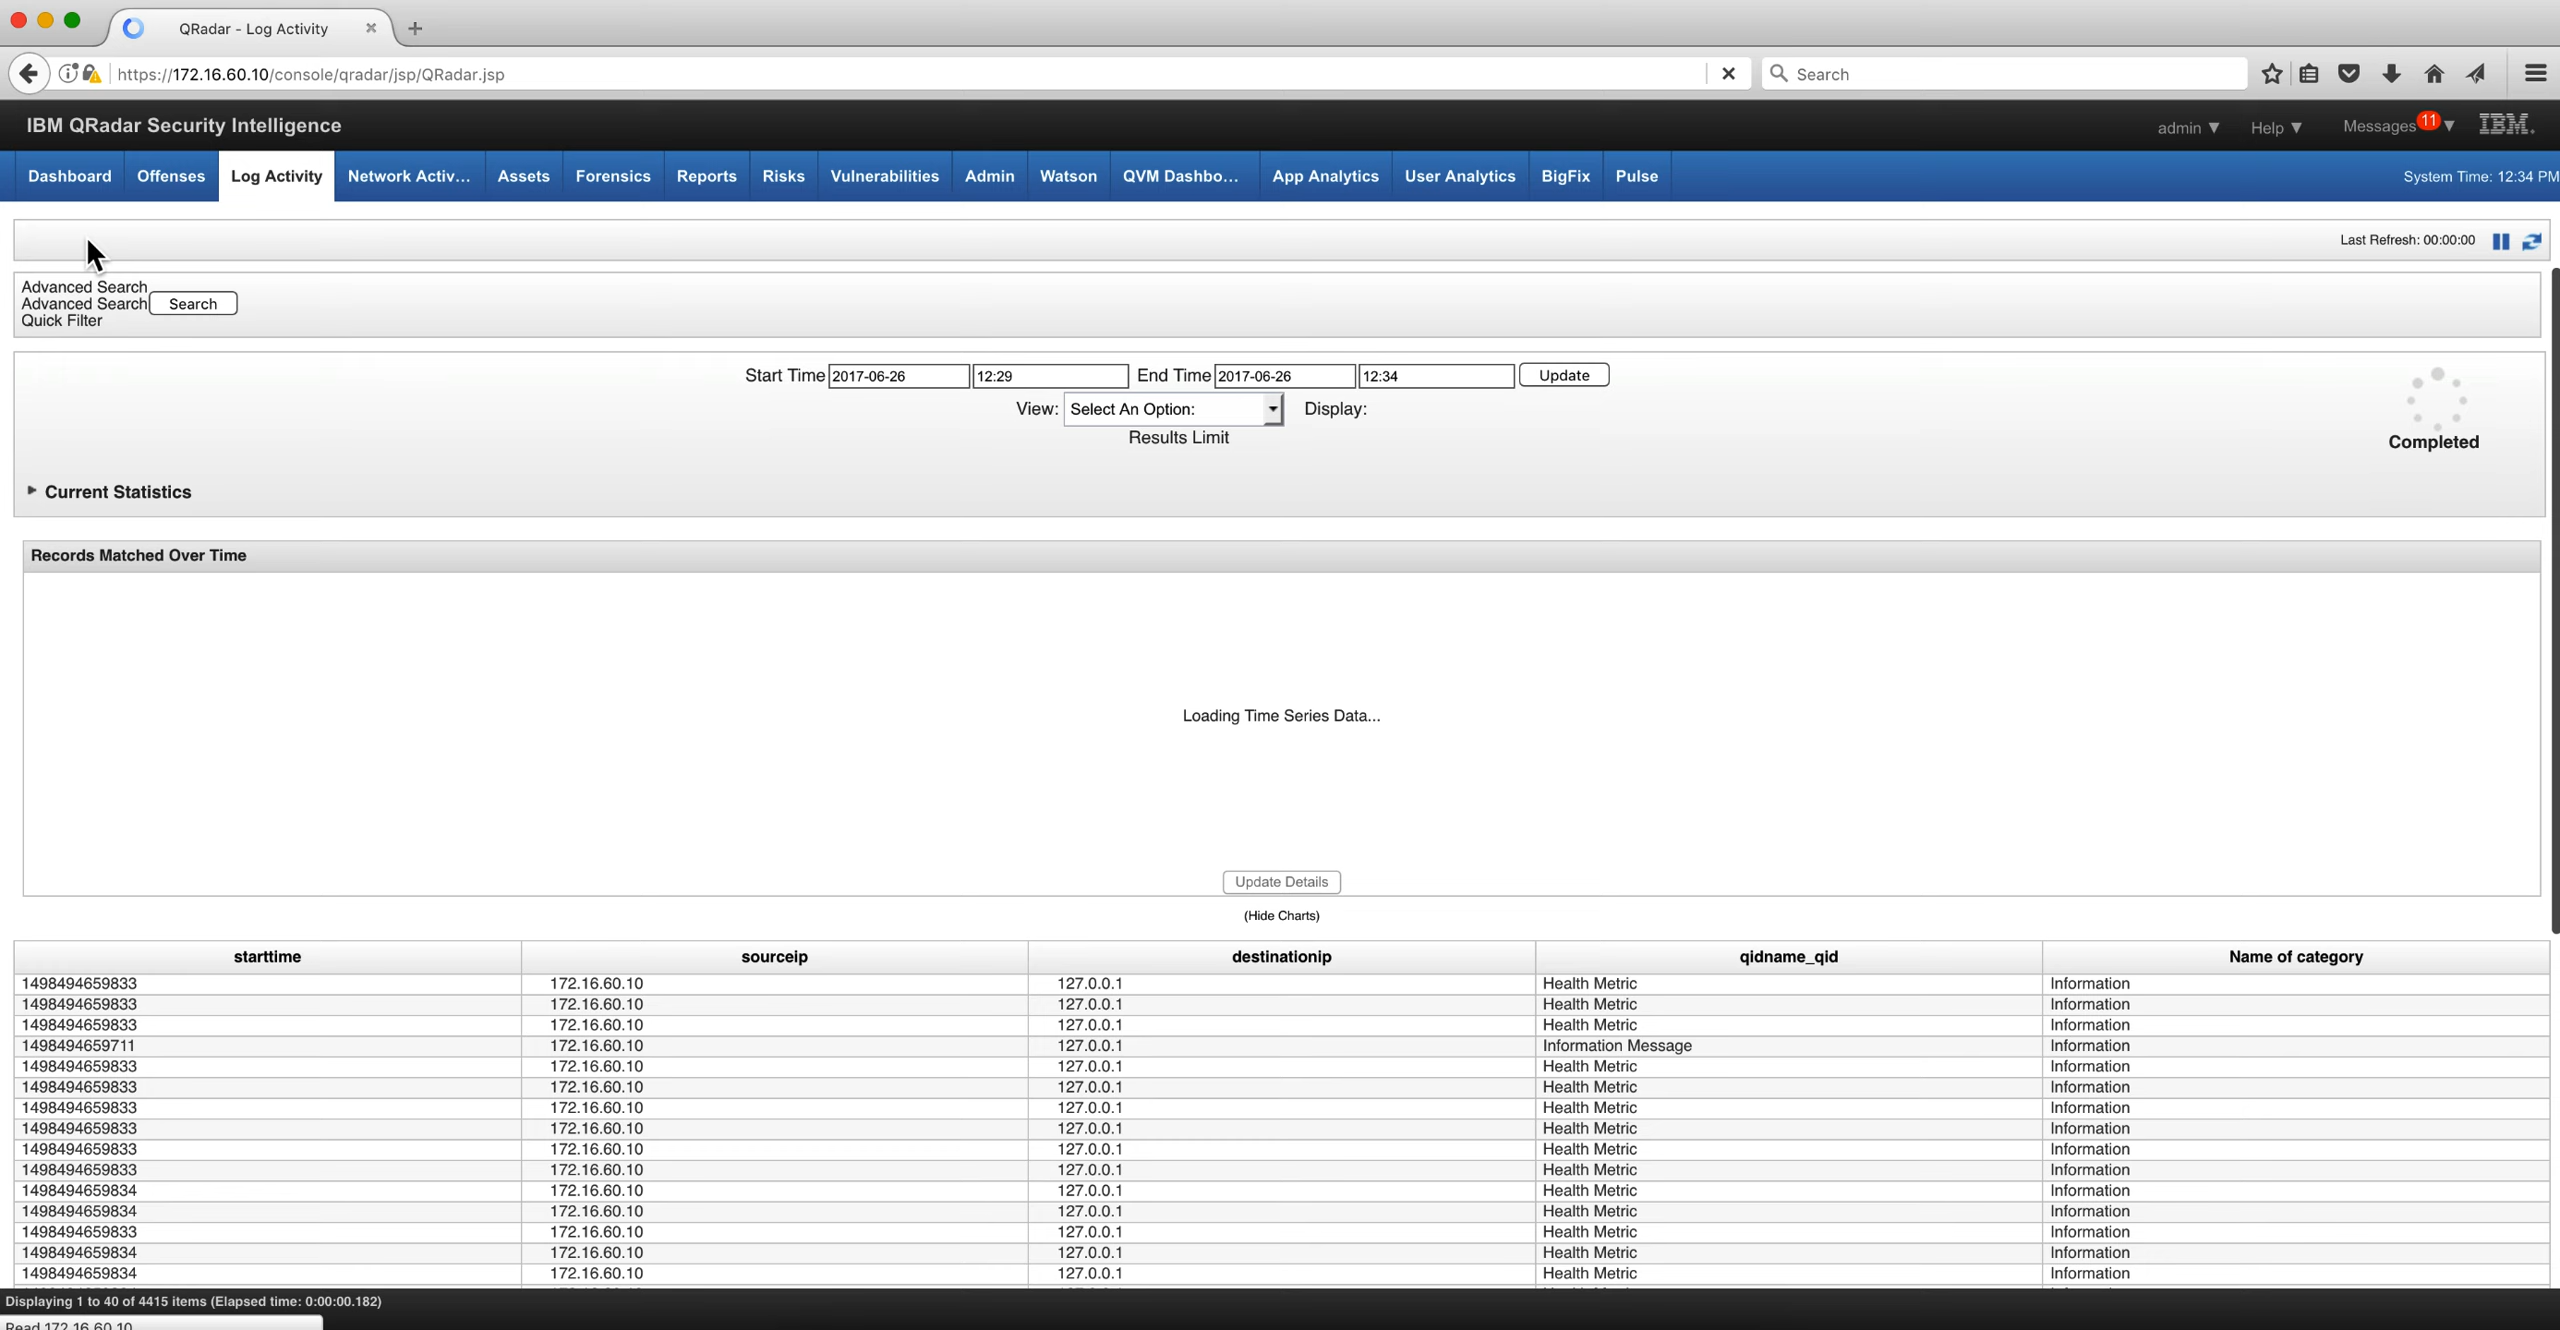 QRadar - Log Activity
https://172.16.60.10/console/qradar/jsp/QRadar.jsp
Search
IBM QRadar Security Intelligence
admin ▼ Help ▼ Messages 11 ▼ IBM.
Dashboard Offenses Log Activity Network Activ... Assets Forensics Reports Risks Vulnerabilities Admin Watson QVM Dashbo... App Analytics User Analytics BigFix Pulse System Time: 12:34 PM
Last Refresh: 00:00:00
Advanced Search
Advanced Search Search
Quick Filter
Start Time 2017-06-26 12:29 End Time 2017-06-26 12:34 Update
View: Select An Option: Display:
Results Limit
Completed
Current Statistics
Records Matched Over Time
Loading Time Series Data...
Update Details
(Hide Charts)
starttime sourceip destinationip qidname_qid Name of category
1498494659833 172.16.60.10 127.0.0.1 Health Metric Information
1498494659833 172.16.60.10 127.0.0.1 Health Metric Information
1498494659833 172.16.60.10 127.0.0.1 Health Metric Information
1498494659711 172.16.60.10 127.0.0.1 Information Message Information
1498494659833 172.16.60.10 127.0.0.1 Health Metric Information
1498494659833 172.16.60.10 127.0.0.1 Health Metric Information
1498494659833 172.16.60.10 127.0.0.1 Health Metric Information
1498494659833 172.16.60.10 127.0.0.1 Health Metric Information
1498494659833 172.16.60.10 127.0.0.1 Health Metric Information
1498494659833 172.16.60.10 127.0.0.1 Health Metric Information
1498494659834 172.16.60.10 127.0.0.1 Health Metric Information
1498494659834 172.16.60.10 127.0.0.1 Health Metric Information
1498494659833 172.16.60.10 127.0.0.1 Health Metric Information
1498494659834 172.16.60.10 127.0.0.1 Health Metric Information
1498494659834 172.16.60.10 127.0.0.1 Health Metric Information
Displaying 1 to 40 of 4415 items (Elapsed time: 0:00:00.182)
Read 172.16.60.10